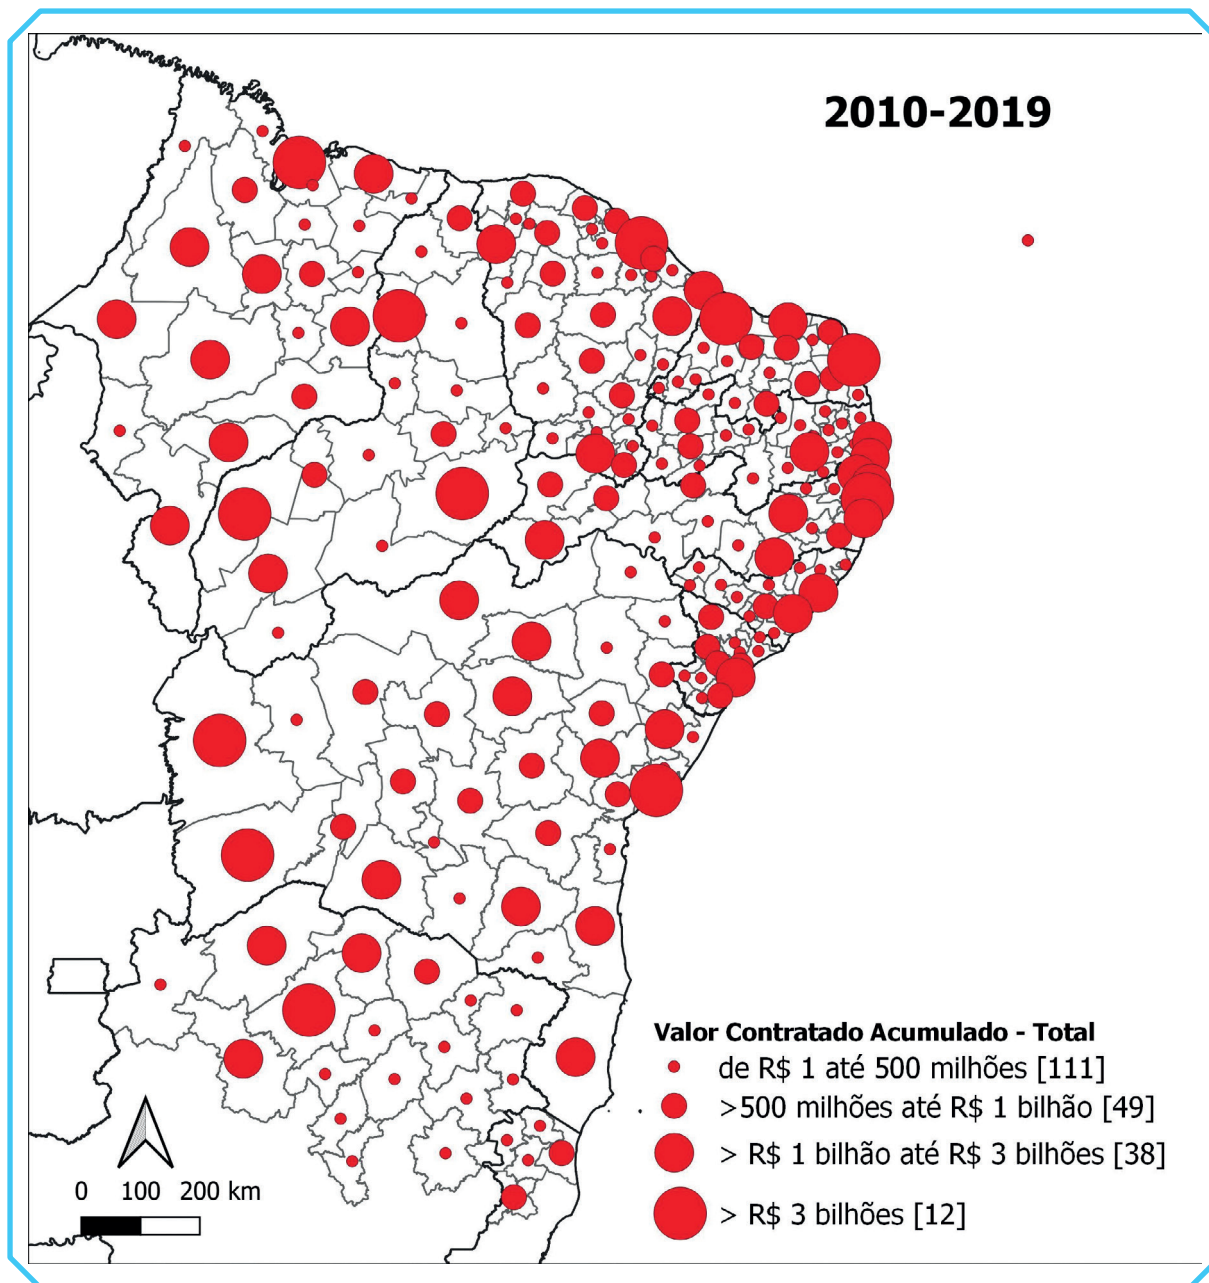 2010-2019
Valor Contratado Acumulado - Total
de R$ 1 até 500 milhões [111]
>500 milhões até R$ 1 bilhão [49]
> R$ 1 bilhão até R$ 3 bilhões [38]
> R$ 3 bilhões [12]
0 100 200 km